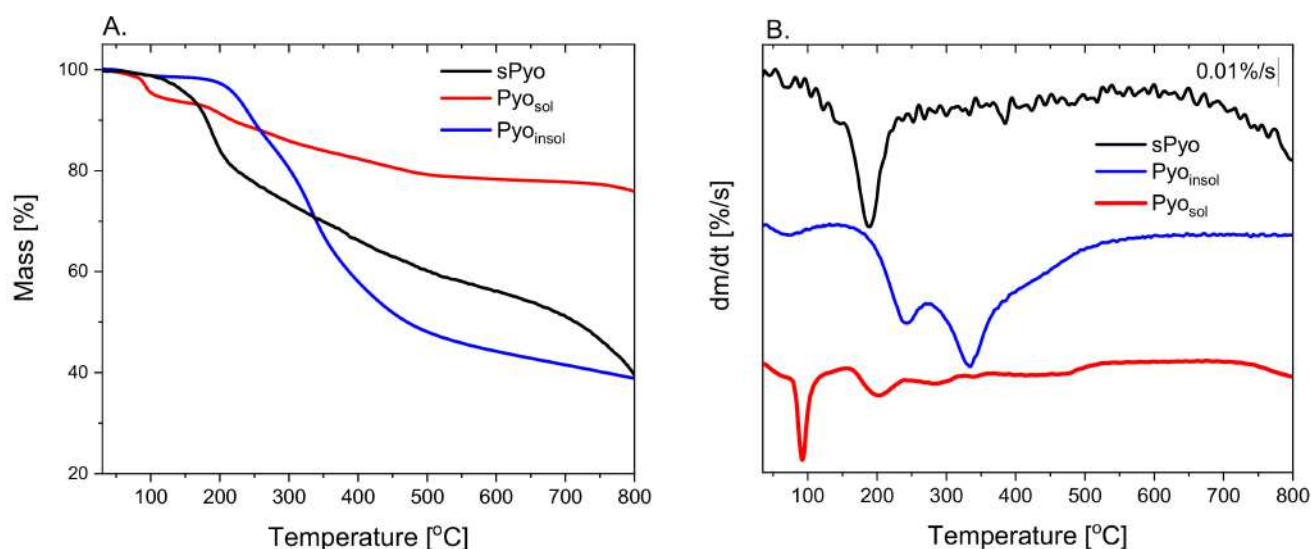 A.
100
80
60
40
20
Mass [%]
sPyo
Pyo_sol
Pyo_insol
100 200 300 400 500 600 700 800
Temperature [°C]
B.
0.01%/s
dm/dt [%/s]
sPyo
Pyo_insol
Pyo_sol
100 200 300 400 500 600 700 800
Temperature [°C]